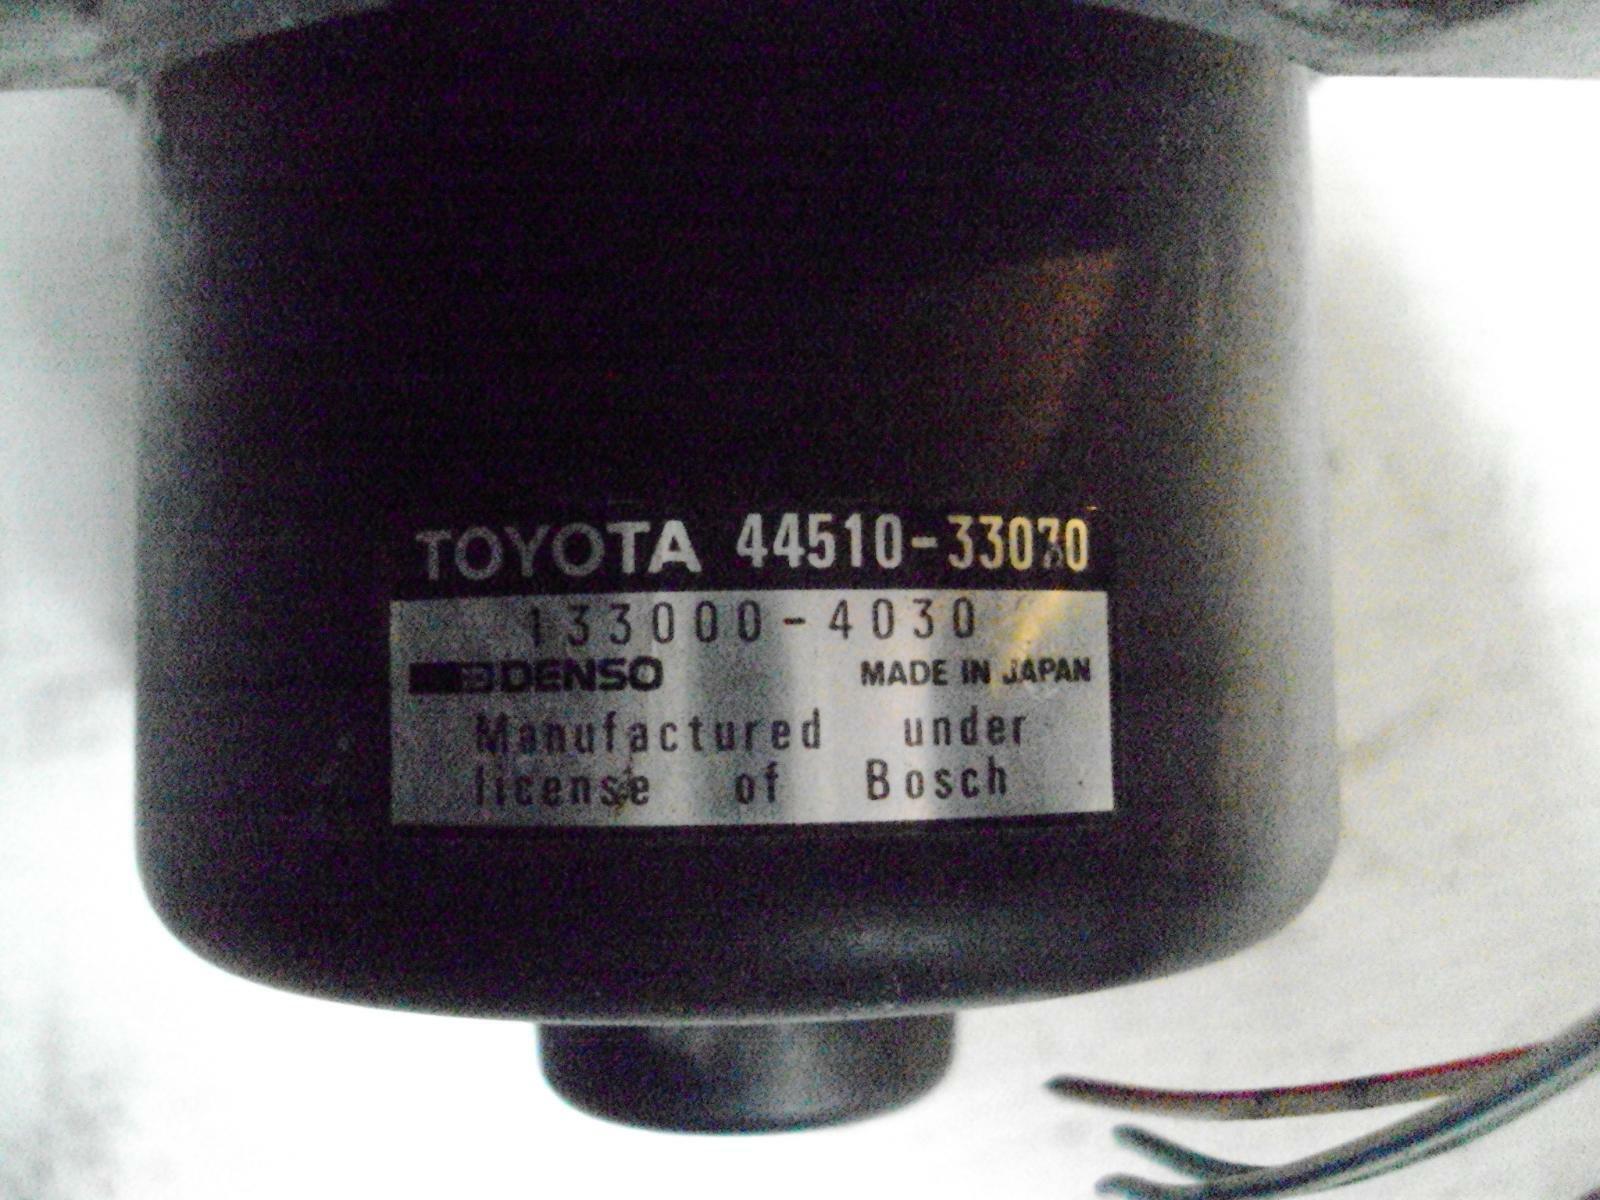 TOYOTA 44510-33070
133000-4030
DENSO MADE IN JAPAN
Manufactured under
license of Bosch